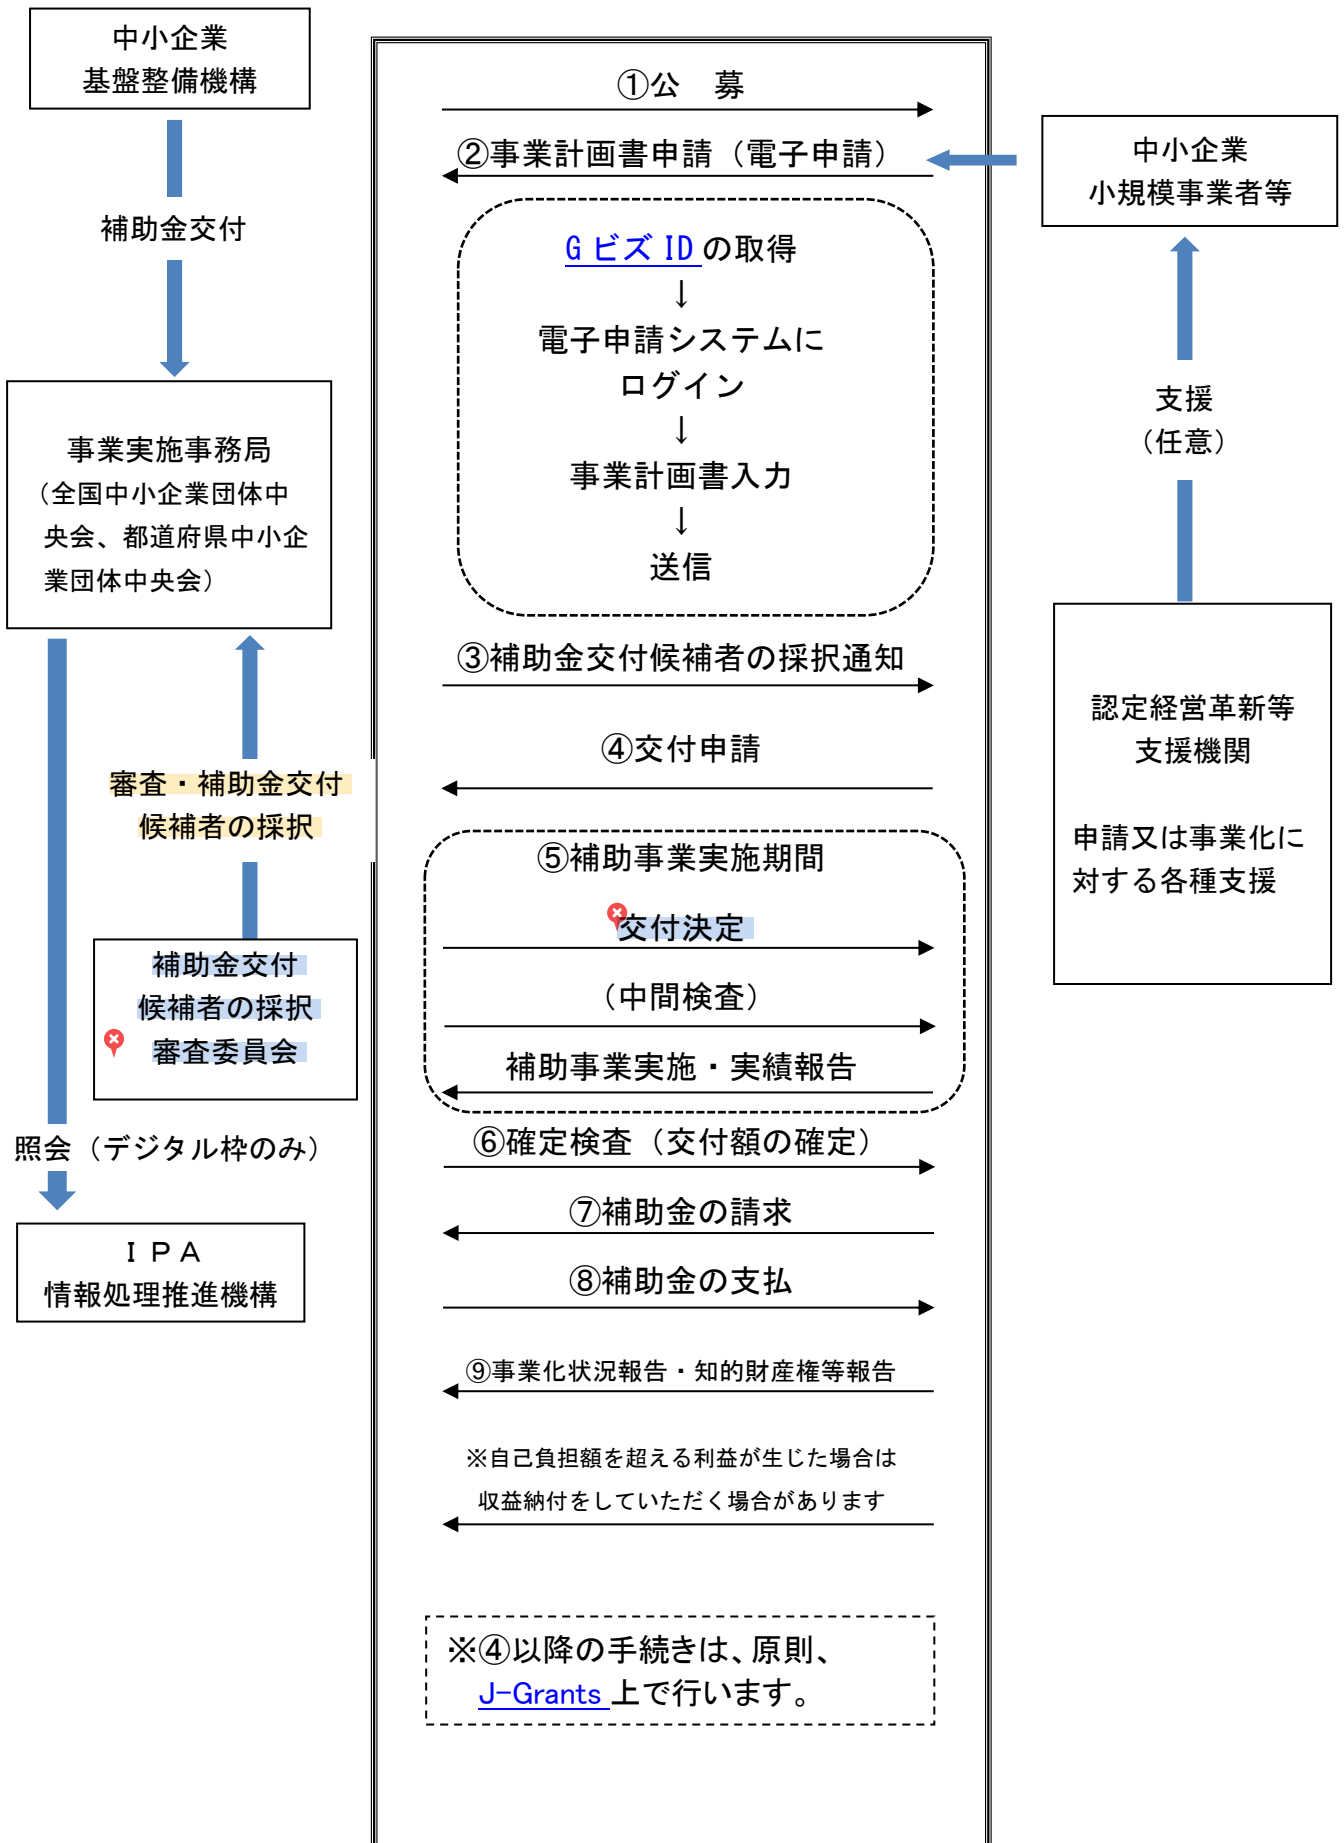 中小企業
基盤整備機構
補助金交付
事業実施事務局
（全国中小企業団体中
央会、都道府県中小企
業団体中央会）
審査・補助金交付
候補者の採択
補助金交付
候補者の採択
審査委員会
照会（デジタル枠のみ）
ＩＰＡ
情報処理推進機構
①公　募
②事業計画書申請（電子申請）
GビズIDの取得
↓
電子申請システムに
ログイン
↓
事業計画書入力
↓
送信
③補助金交付候補者の採択通知
④交付申請
⑤補助事業実施期間
交付決定
（中間検査）
補助事業実施・実績報告
⑥確定検査（交付額の確定）
⑦補助金の請求
⑧補助金の支払
⑨事業化状況報告・知的財産権等報告
※自己負担額を超える利益が生じた場合は
収益納付をしていただく場合があります
※④以降の手続きは、原則、
J-Grants上で行います。
中小企業
小規模事業者等
支援
（任意）
認定経営革新等
支援機関
申請又は事業化に
対する各種支援